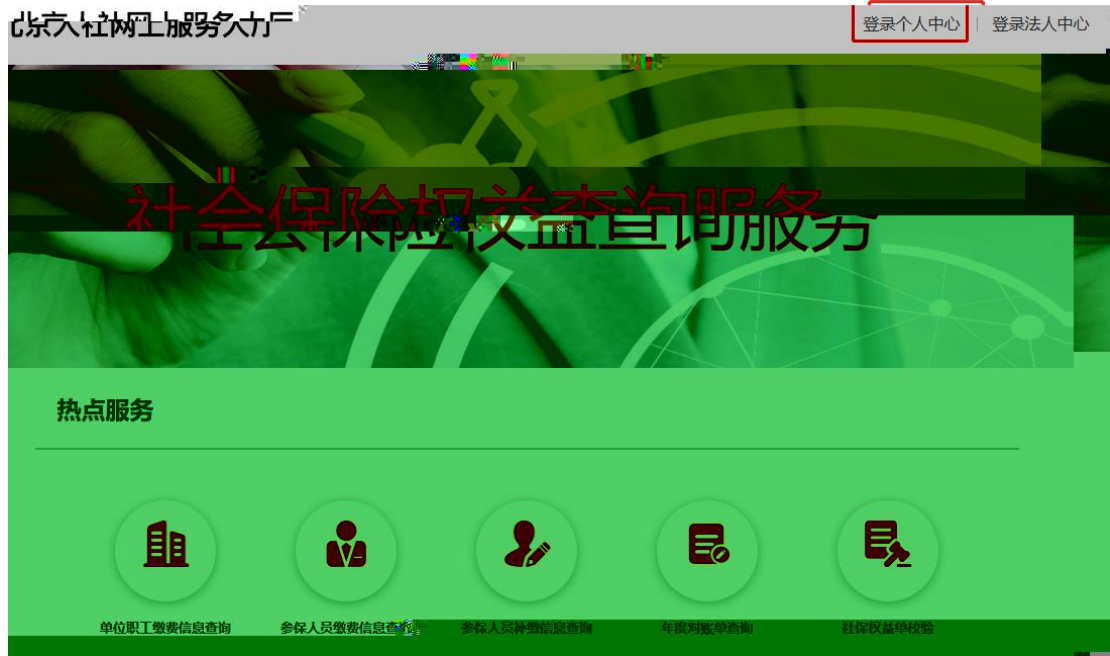 北京人社网上服务大厅
登录个人中心 | 登录法人中心
社会保险权益查询服务
热点服务
单位职工缴费信息查询 参保人员缴费信息查询 参保人员补缴信息查询 年度对账单查询 社保权益单校验